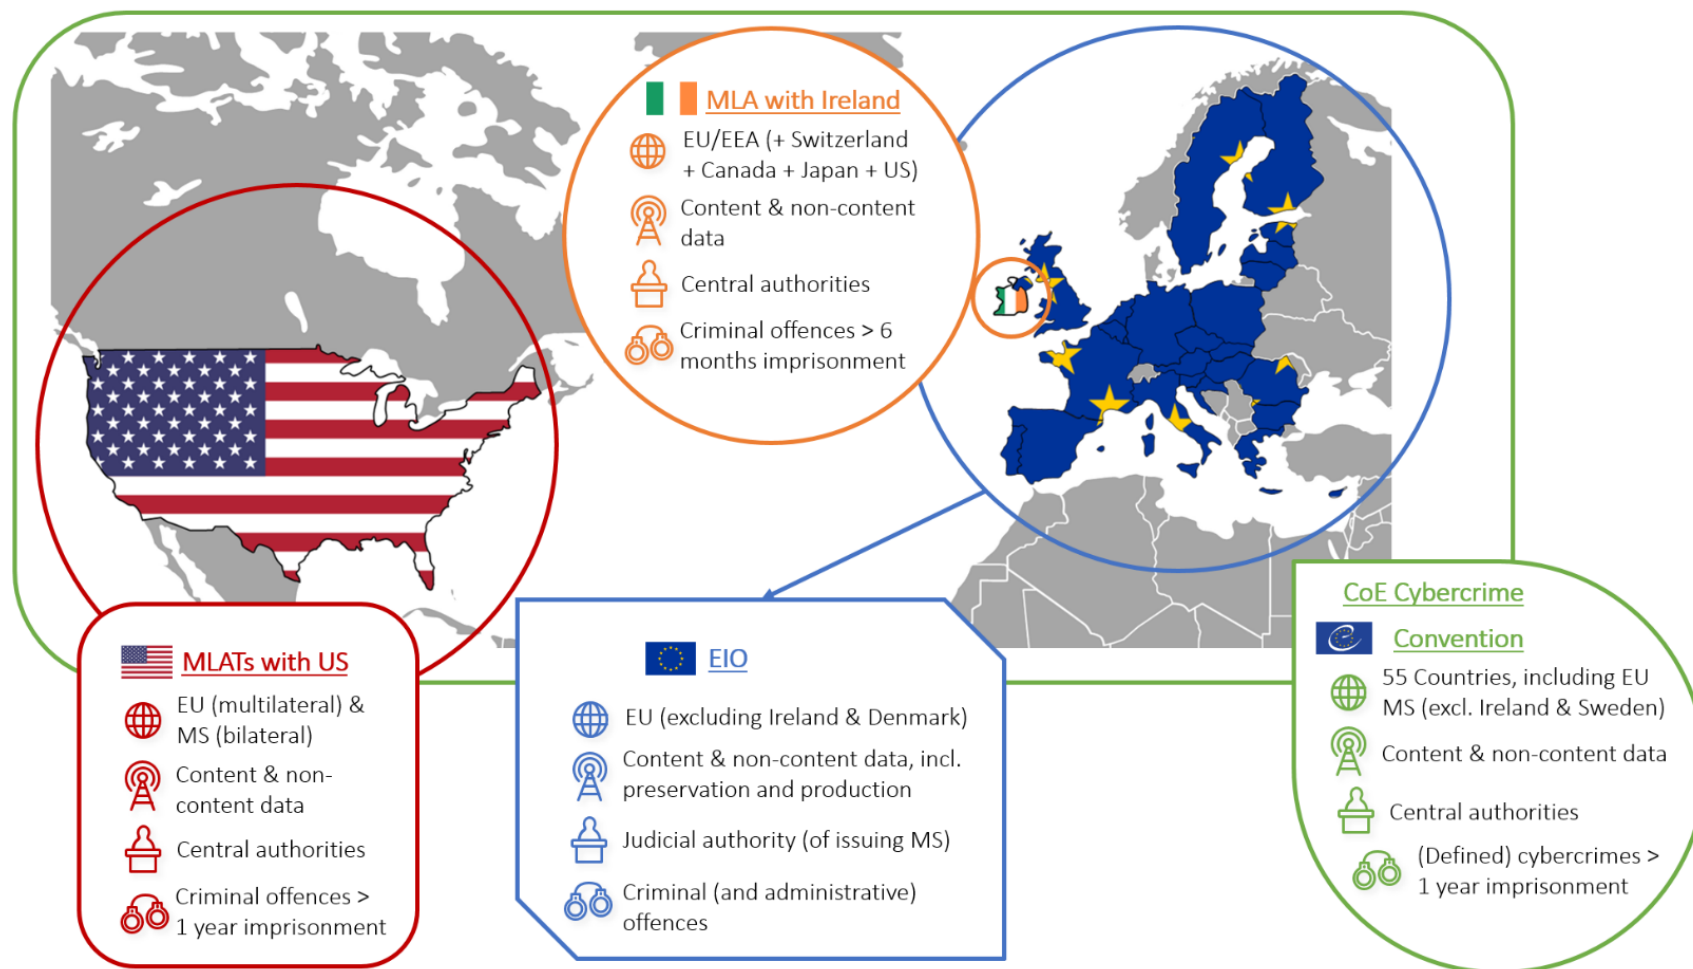 MLA with Ireland
EU/EEA (+ Switzerland
+ Canada + Japan + US)
Content & non-content
data
Central authorities
Criminal offences > 6
months imprisonment
MLATs with US
EU (multilateral) &
MS (bilateral)
Content & non-
content data
Central authorities
Criminal offences >
1 year imprisonment
EIO
EU (excluding Ireland & Denmark)
Content & non-content data, incl.
preservation and production
Judicial authority (of issuing MS)
Criminal (and administrative)
offences
CoE Cybercrime
Convention
55 Countries, including EU
MS (excl. Ireland & Sweden)
Content & non-content data
Central authorities
(Defined) cybercrimes >
1 year imprisonment